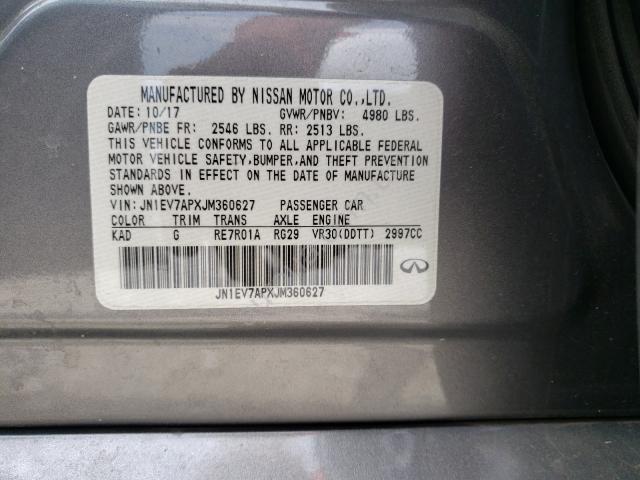 MANUFACTURED BY NISSAN MOTOR CO.,LTD.
DATE: 10/17 GVWR/PNBV: 4980 LBS.
GAWR/PNBE FR: 2546 LBS. RR: 2513 LBS.
THIS VEHICLE CONFORMS TO ALL APPLICABLE FEDERAL
MOTOR VEHICLE SAFETY, BUMPER, AND THEFT PREVENTION
STANDARDS IN EFFECT ON THE DATE OF MANUFACTURE
SHOWN ABOVE.
VIN: JN1EV7APXJM360627 PASSENGER CAR
COLOR TRIM TRANS AXLE ENGINE
KAD G RE7R01A RG29 VR30(DDTT) 2997CC
JN1EV7APXJM360627